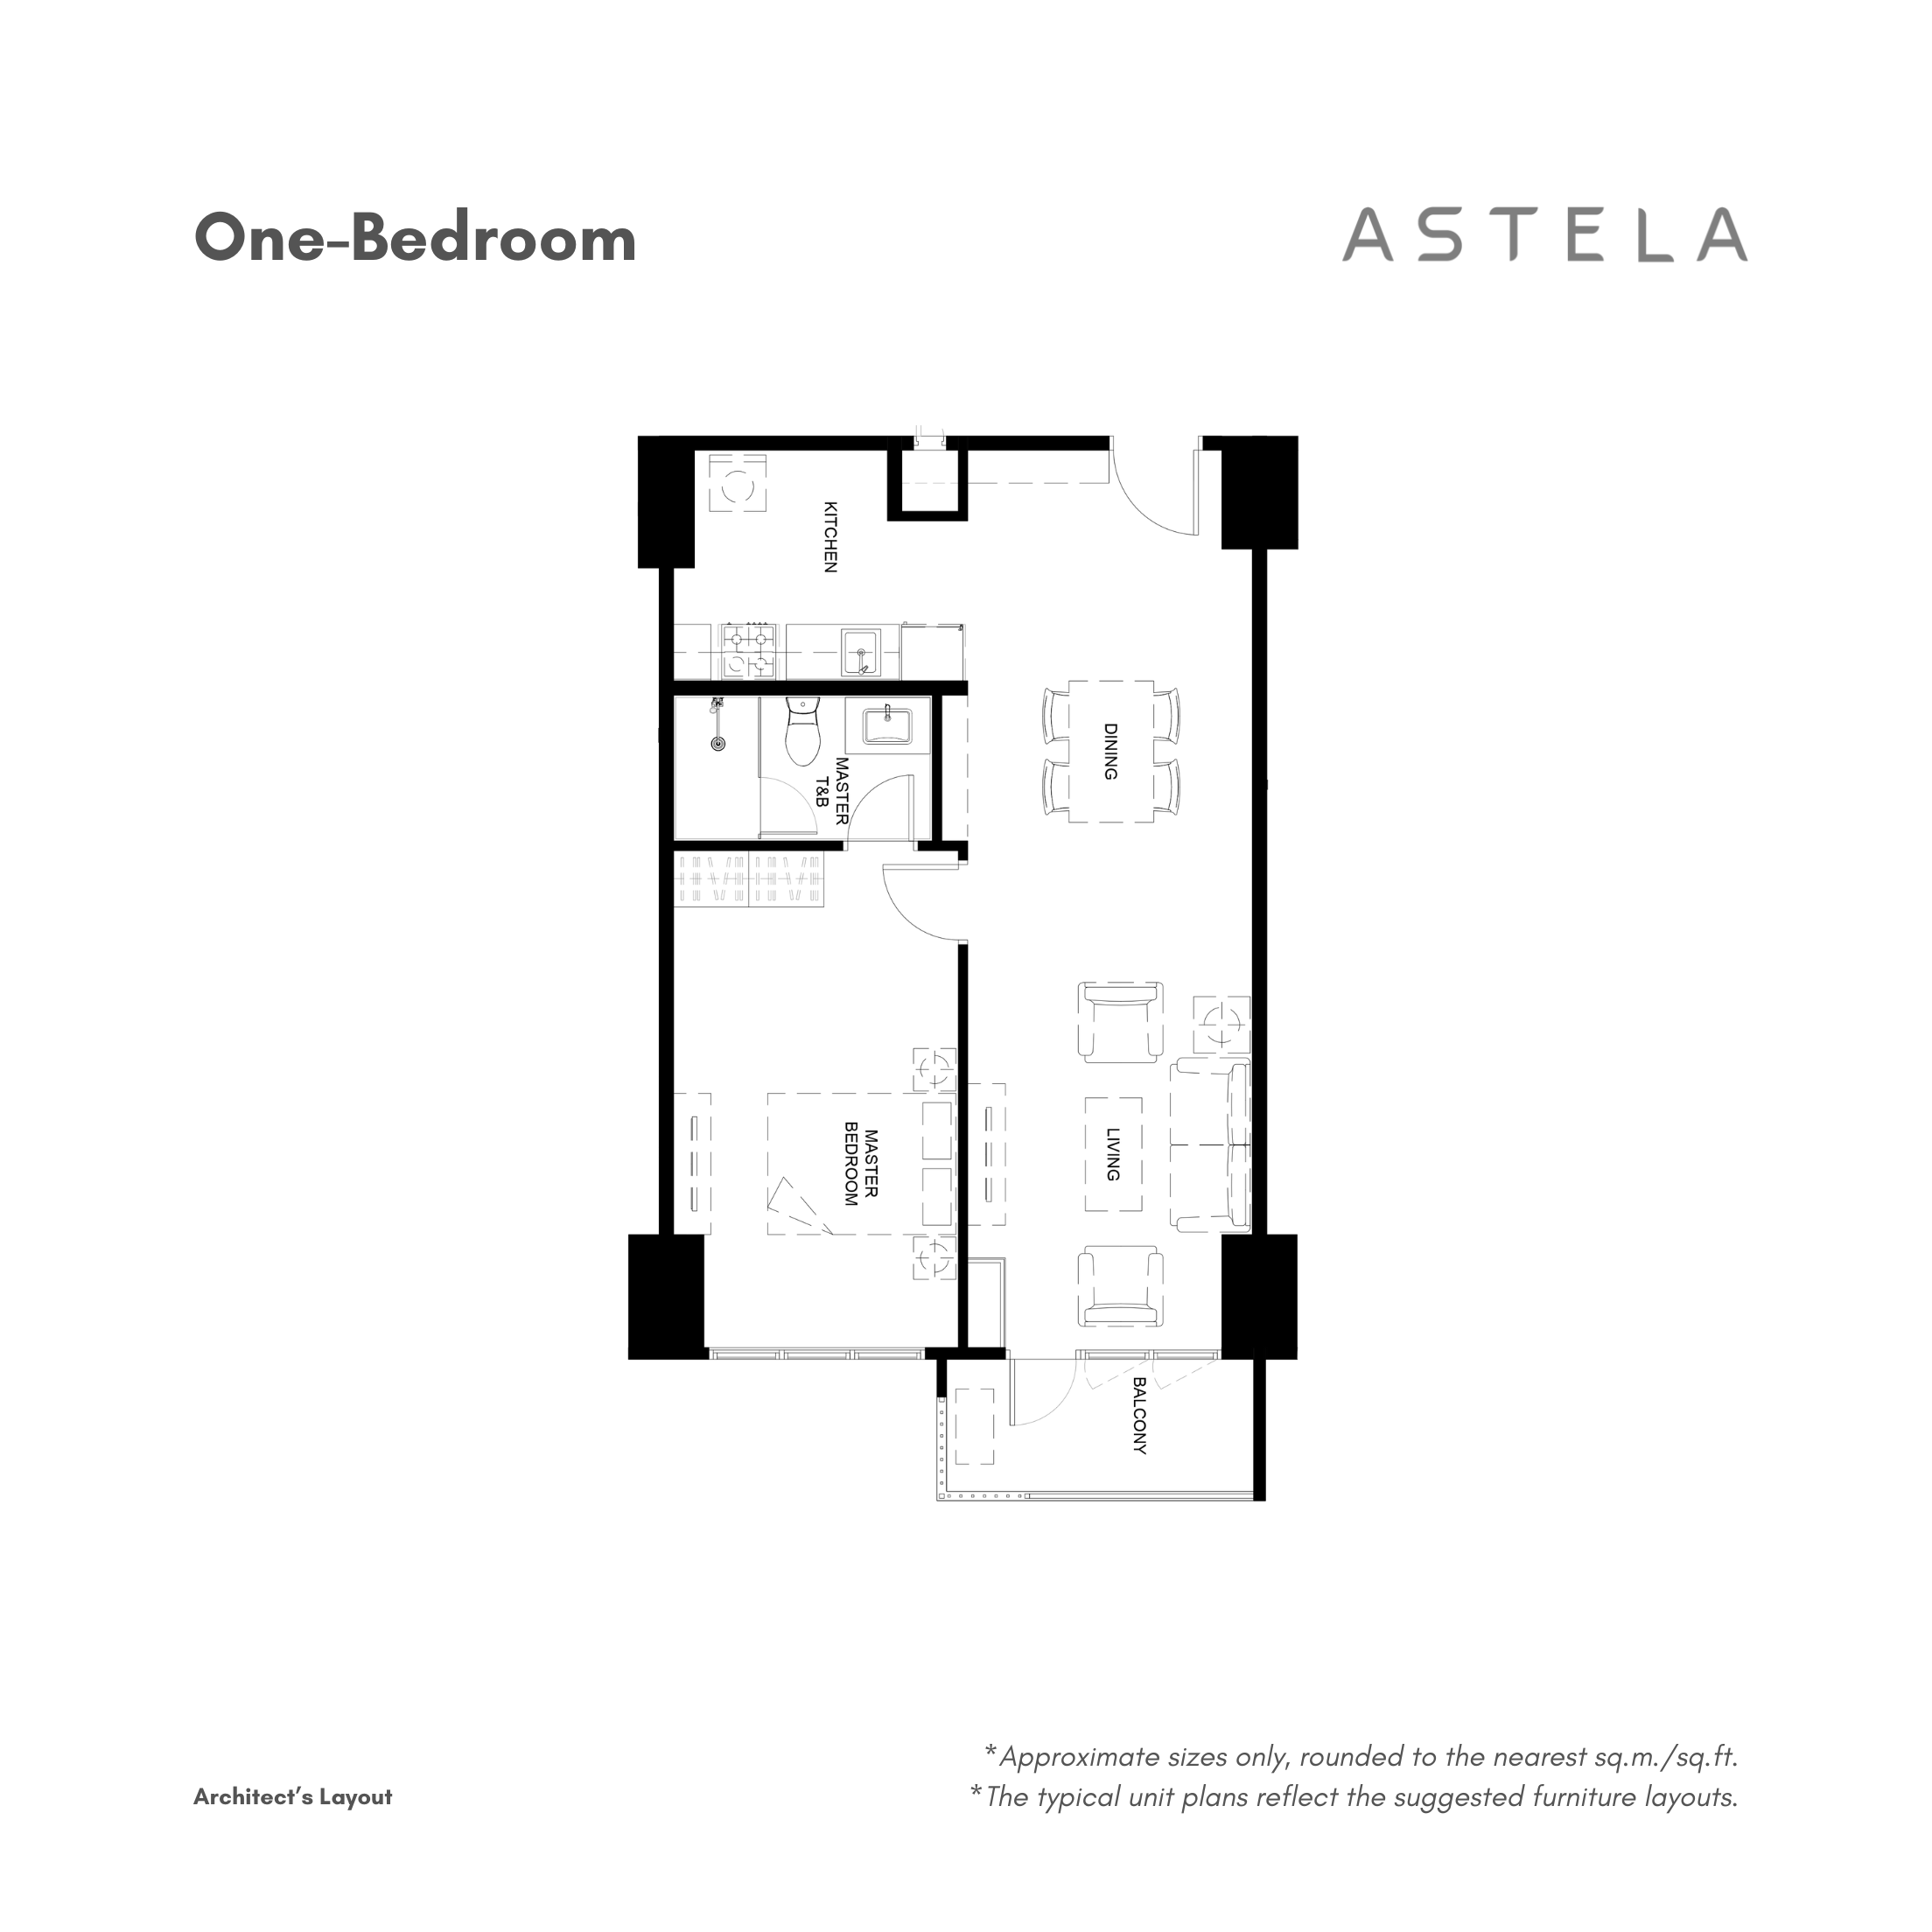 One-Bedroom
ASTELA
KITCHEN
DINING
MASTER
T&B
MASTER
BEDROOM
LIVING
BALCONY
*Approximate sizes only, rounded to the nearest sq.m./sq.ft.
Architect’s Layout
*The typical unit plans reflect the suggested furniture layouts.